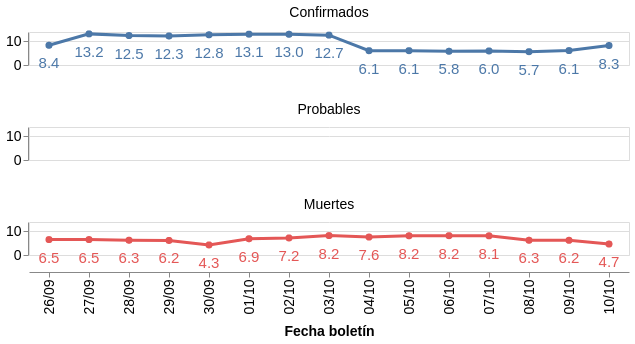 Confirmados
10
0
8.4 13.2 12.5 12.3 12.8 13.1 13.0 12.7 6.1 6.1 5.8 6.0 5.7 6.1 8.3
Probables
10
0
Muertes
10
0
6.5 6.5 6.3 6.2 4.3 6.9 7.2 8.2 7.6 8.2 8.2 8.1 6.3 6.2 4.7
26/09 27/09 28/09 29/09 30/09 01/10 02/10 03/10 04/10 05/10 06/10 07/10 08/10 09/10 10/10
Fecha boletín